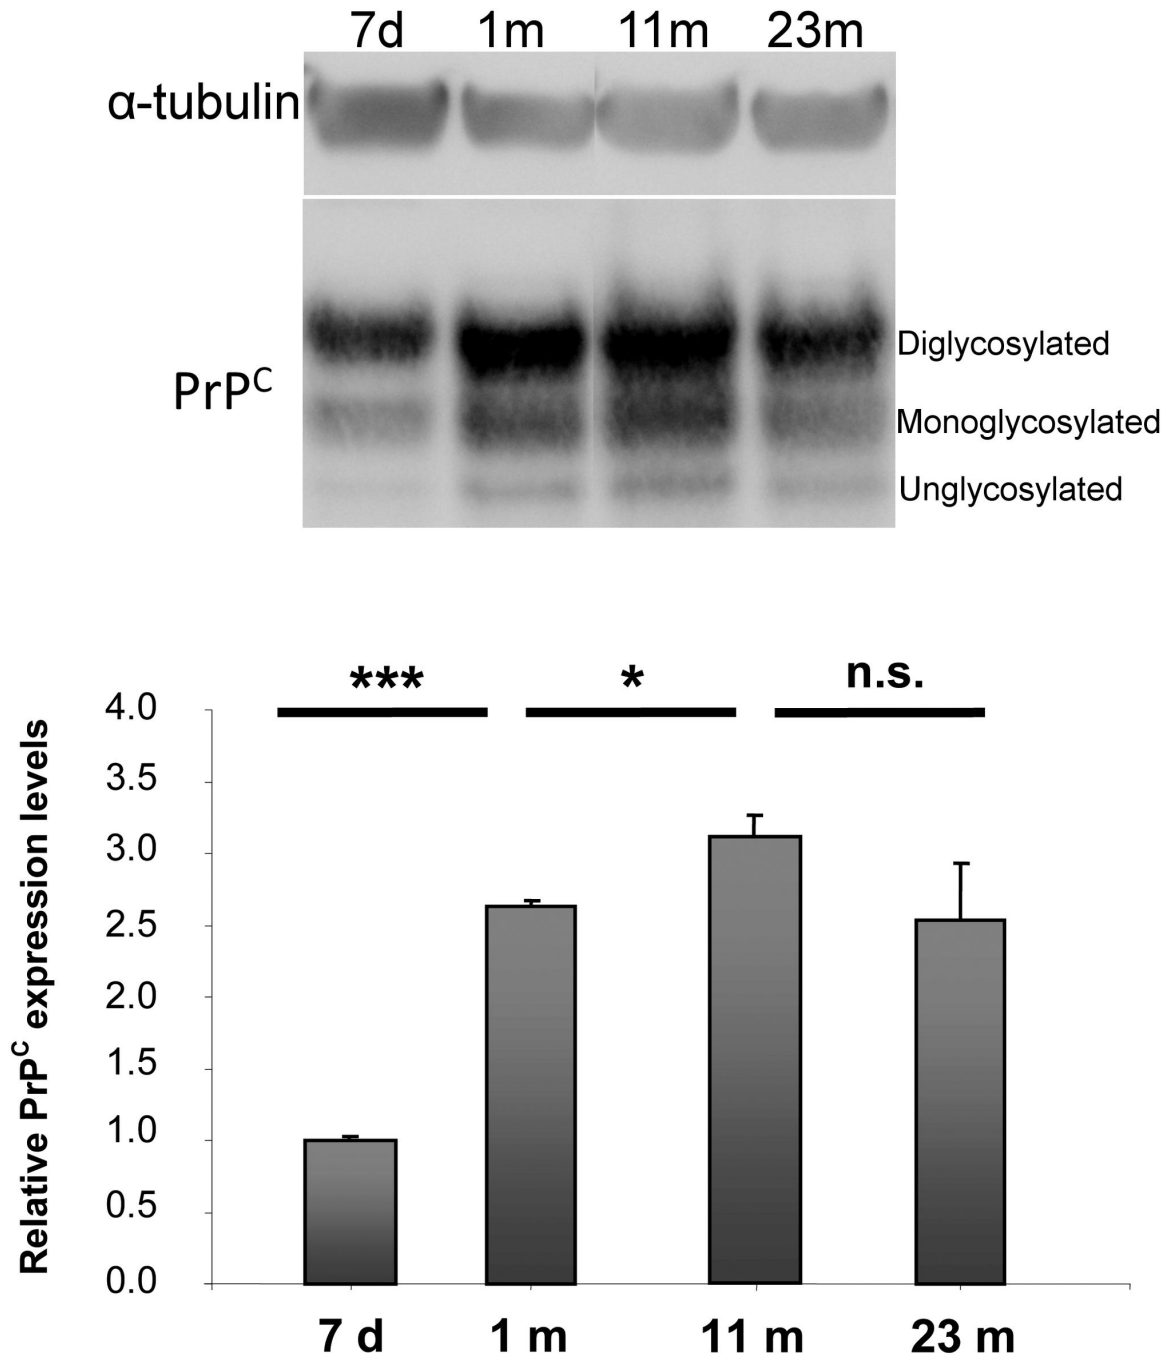 7d 1m 11m 23m
α-tubulin
Diglycosylated
PrPᶜ
Monoglycosylated
Unglycosylated
*** * n.s.
4.0
3.5
3.0
2.5
2.0
1.5
1.0
0.5
0.0
Relative PrPᶜ expression levels
7 d 1 m 11 m 23 m